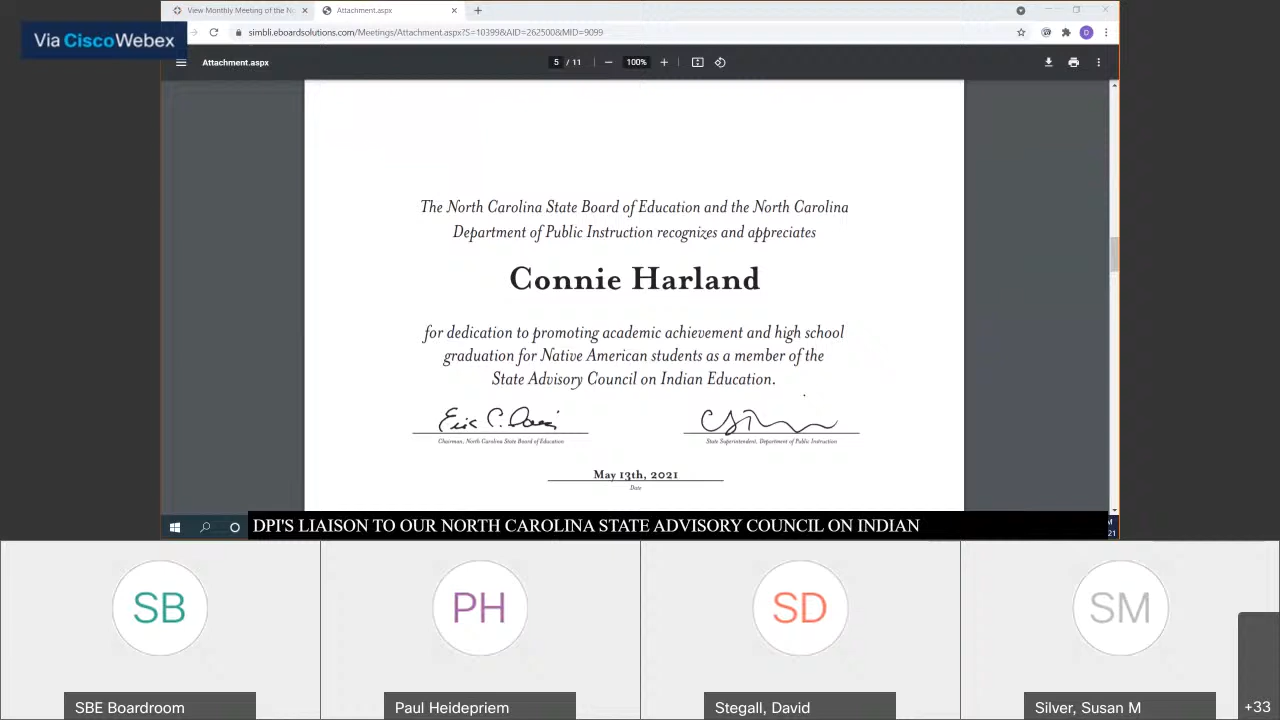 View Monthly Meeting of the N
Attachment.aspx
Via Cisco Webex
simbli.eboardsolutions.com/Meetings/Attachment.aspx?S=10399&AID=262500&MID=9099
D
Attachment.aspx
5 / 11
100%
The North Carolina State Board of Education and the North Carolina
Department of Public Instruction recognizes and appreciates
Connie Harland
for dedication to promoting academic achievement and high school
graduation for Native American students as a member of the
State Advisory Council on Indian Education.
Eric C. Davis
Chairman, North Carolina State Board of Education
State Superintendent, Department of Public Instruction
May 13th, 2021
Date
DPI'S LIAISON TO OUR NORTH CAROLINA STATE ADVISORY COUNCIL ON INDIAN
M
21
SB
PH
SD
SM
SBE Boardroom
Paul Heidepriem
Stegall, David
Silver, Susan M
+33